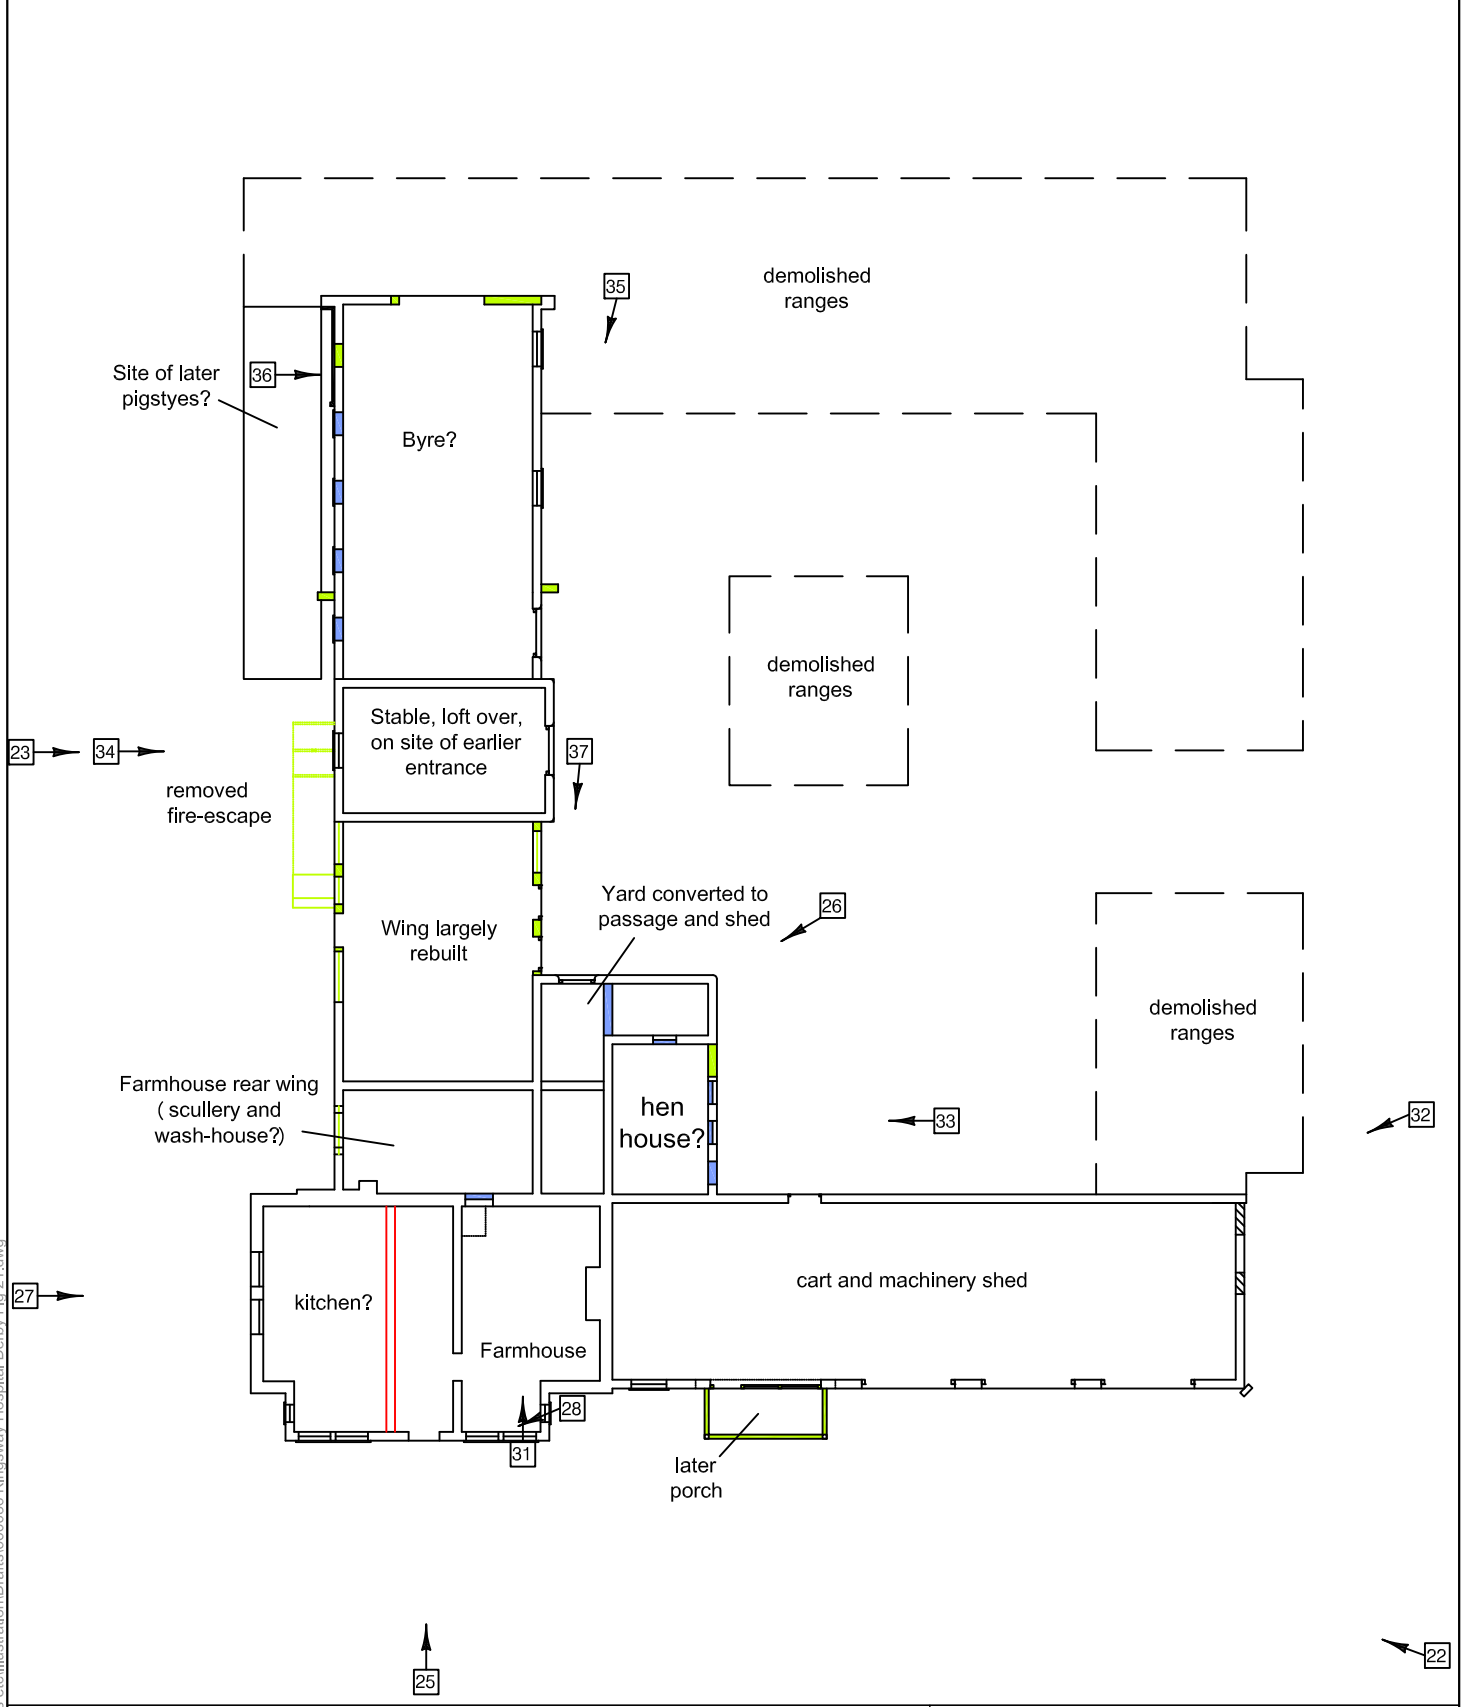 demolished
ranges
35
Site of later
pigstyes?
36
Byre?
demolished
ranges
Stable, loft over,
on site of earlier
entrance
37
23
34
removed
fire-escape
Yard converted to
passage and shed
26
Wing largely
rebuilt
demolished
ranges
Farmhouse rear wing
( scullery and
wash-house?)
hen
house?
33
32
cart and machinery shed
27
kitchen?
Farmhouse
28
31
later
porch
25
22